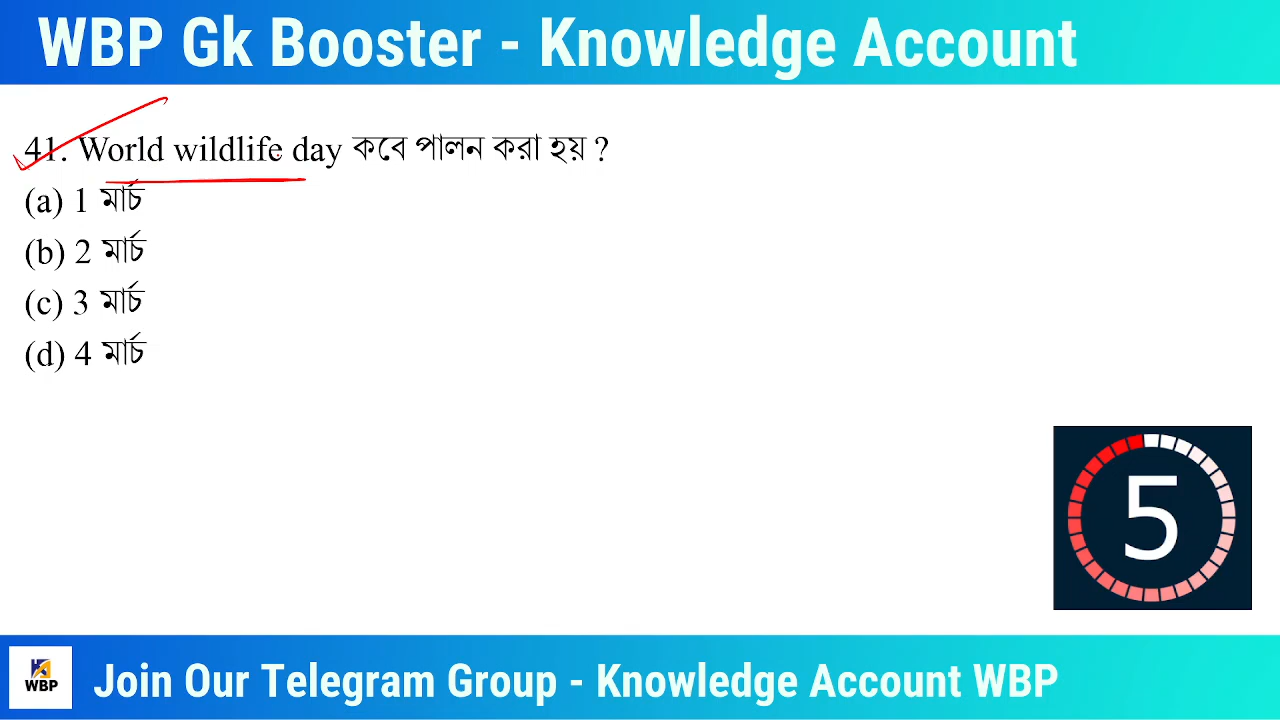 WBP Gk Booster - Knowledge Account
41. World wildlife day কবে পালন করা হয় ?
(a) 1 মার্চ
(b) 2 মার্চ
(c) 3 মার্চ
(d) 4 মার্চ
5
WBP
Join Our Telegram Group - Knowledge Account WBP